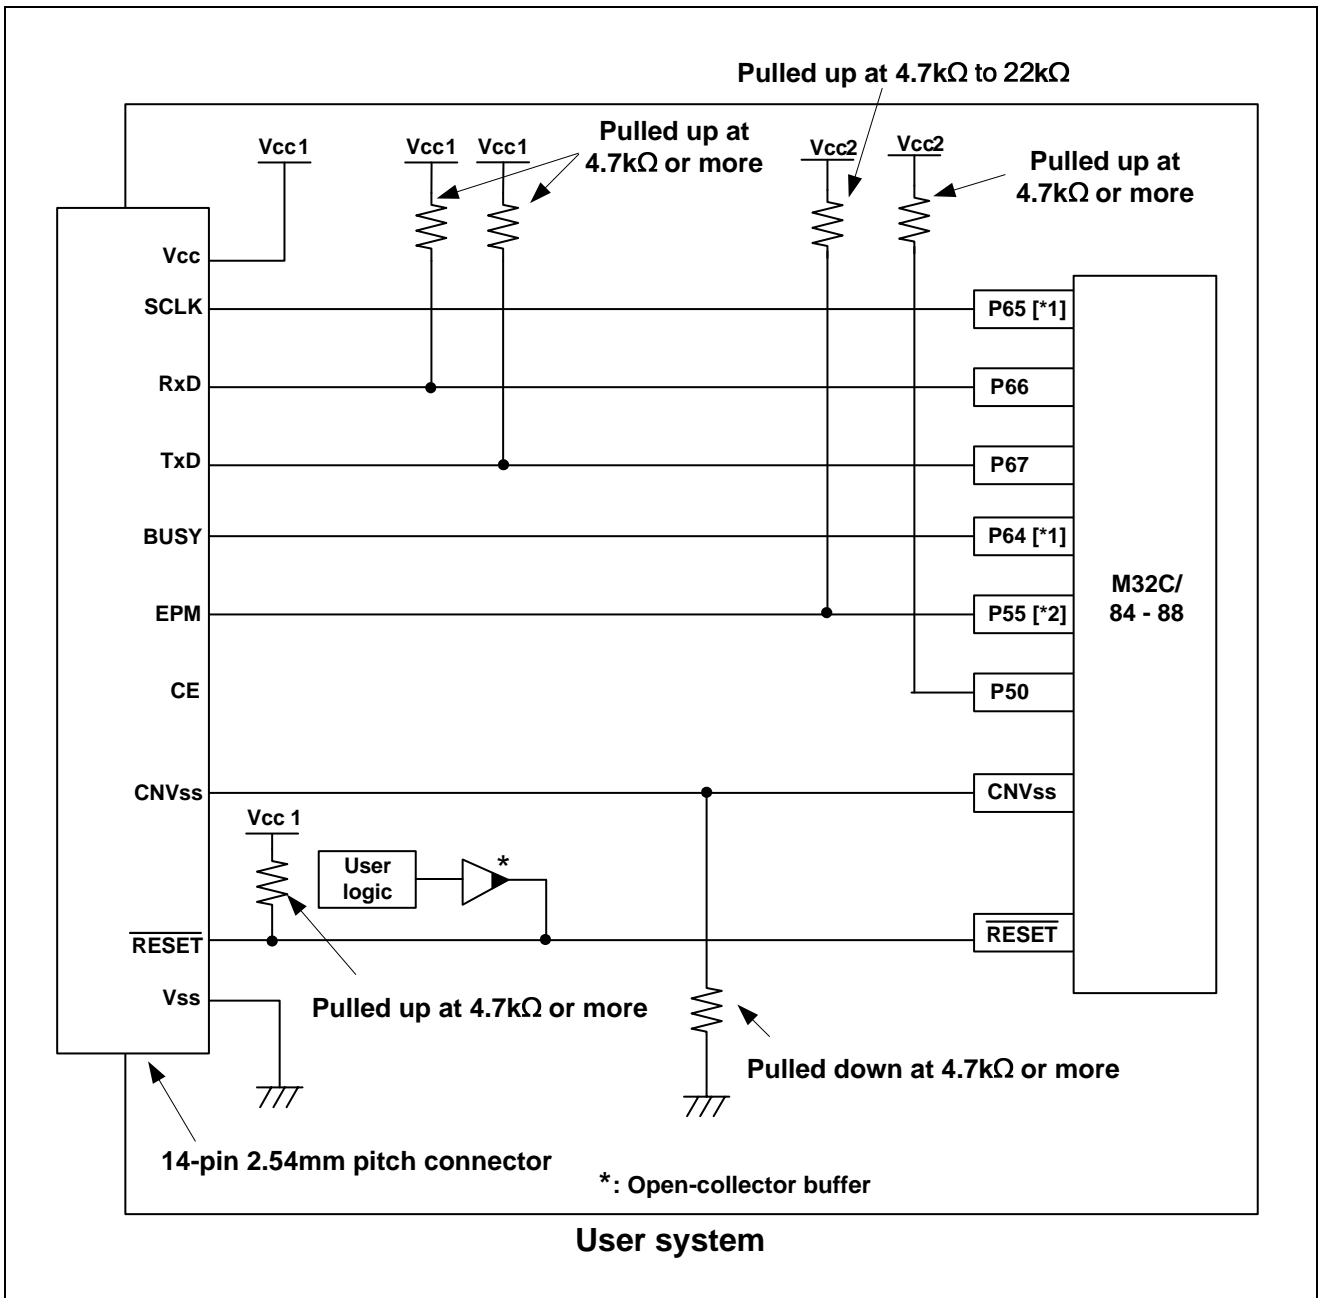 Pulled up at 4.7kΩ to 22kΩ
Vcc1
Vcc1
Vcc1
Pulled up at
4.7kΩ or more
Vcc2
Vcc2
Pulled up at
4.7kΩ or more
Vcc
SCLK
P65 [*1]
RxD
P66
TxD
P67
BUSY
P64 [*1]
M32C/
84 - 88
EPM
P55 [*2]
CE
P50
CNVss
CNVss
Vcc 1
User
logic
*
RESET
RESET
Vss
Pulled up at 4.7kΩ or more
Pulled down at 4.7kΩ or more
14-pin 2.54mm pitch connector
*: Open-collector buffer
User system